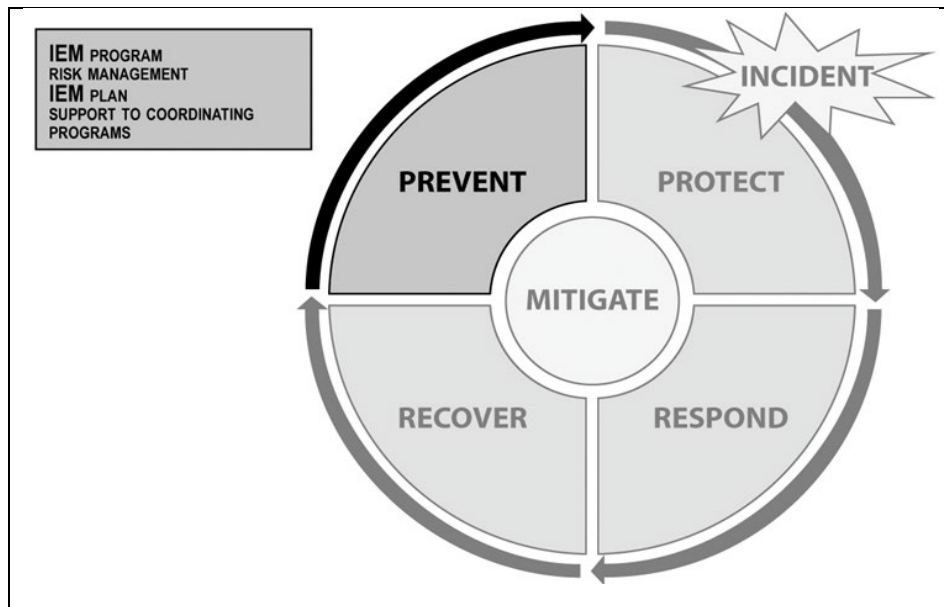 IEM PROGRAM
RISK MANAGEMENT
IEM PLAN
SUPPORT TO COORDINATING
PROGRAMS
INCIDENT
PREVENT
PROTECT
MITIGATE
RECOVER
RESPOND